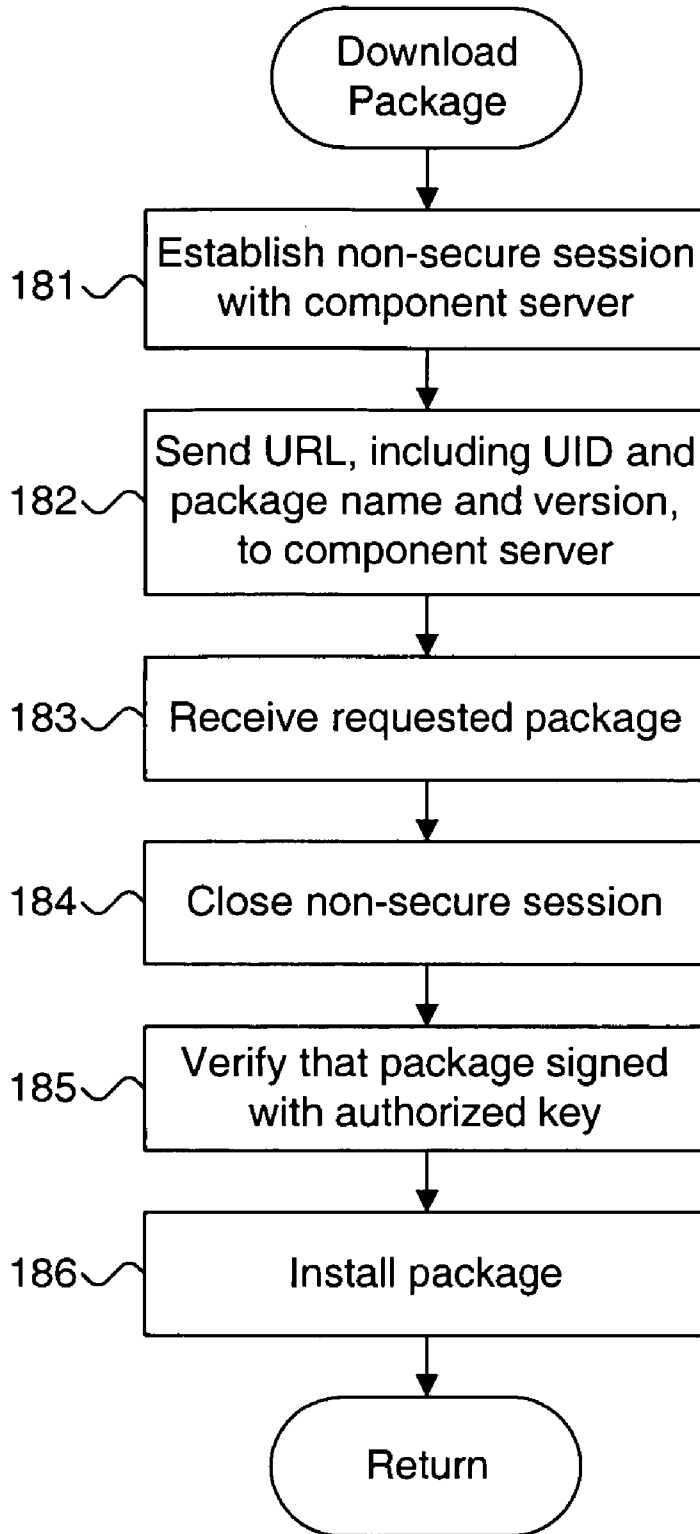 Download
Package
181
Establish non-secure session
with component server
182
Send URL, including UID and
package name and version,
to component server
183
Receive requested package
184
Close non-secure session
185
Verify that package signed
with authorized key
186
Install package
Return